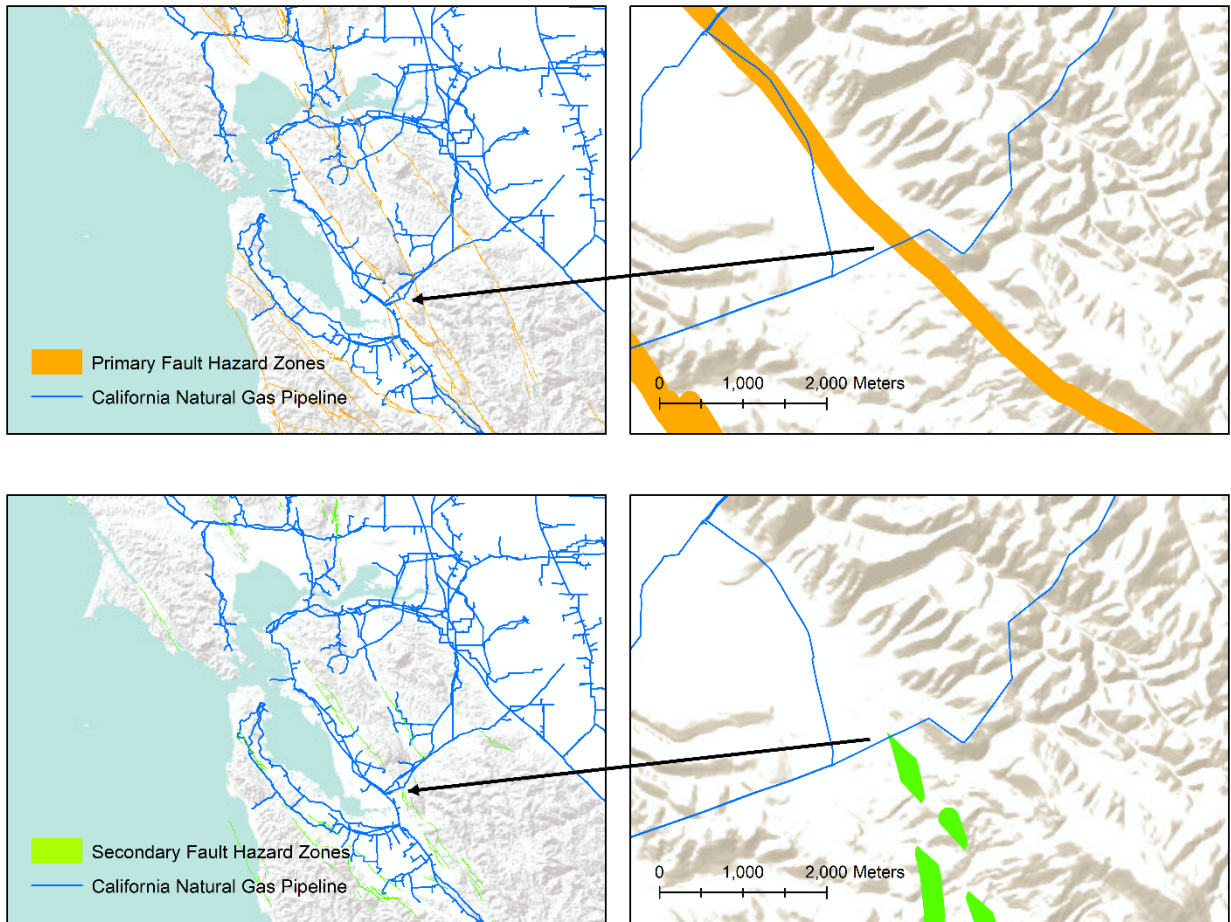 Primary Fault Hazard Zones
California Natural Gas Pipeline
0 1,000 2,000 Meters
Secondary Fault Hazard Zones
California Natural Gas Pipeline
0 1,000 2,000 Meters